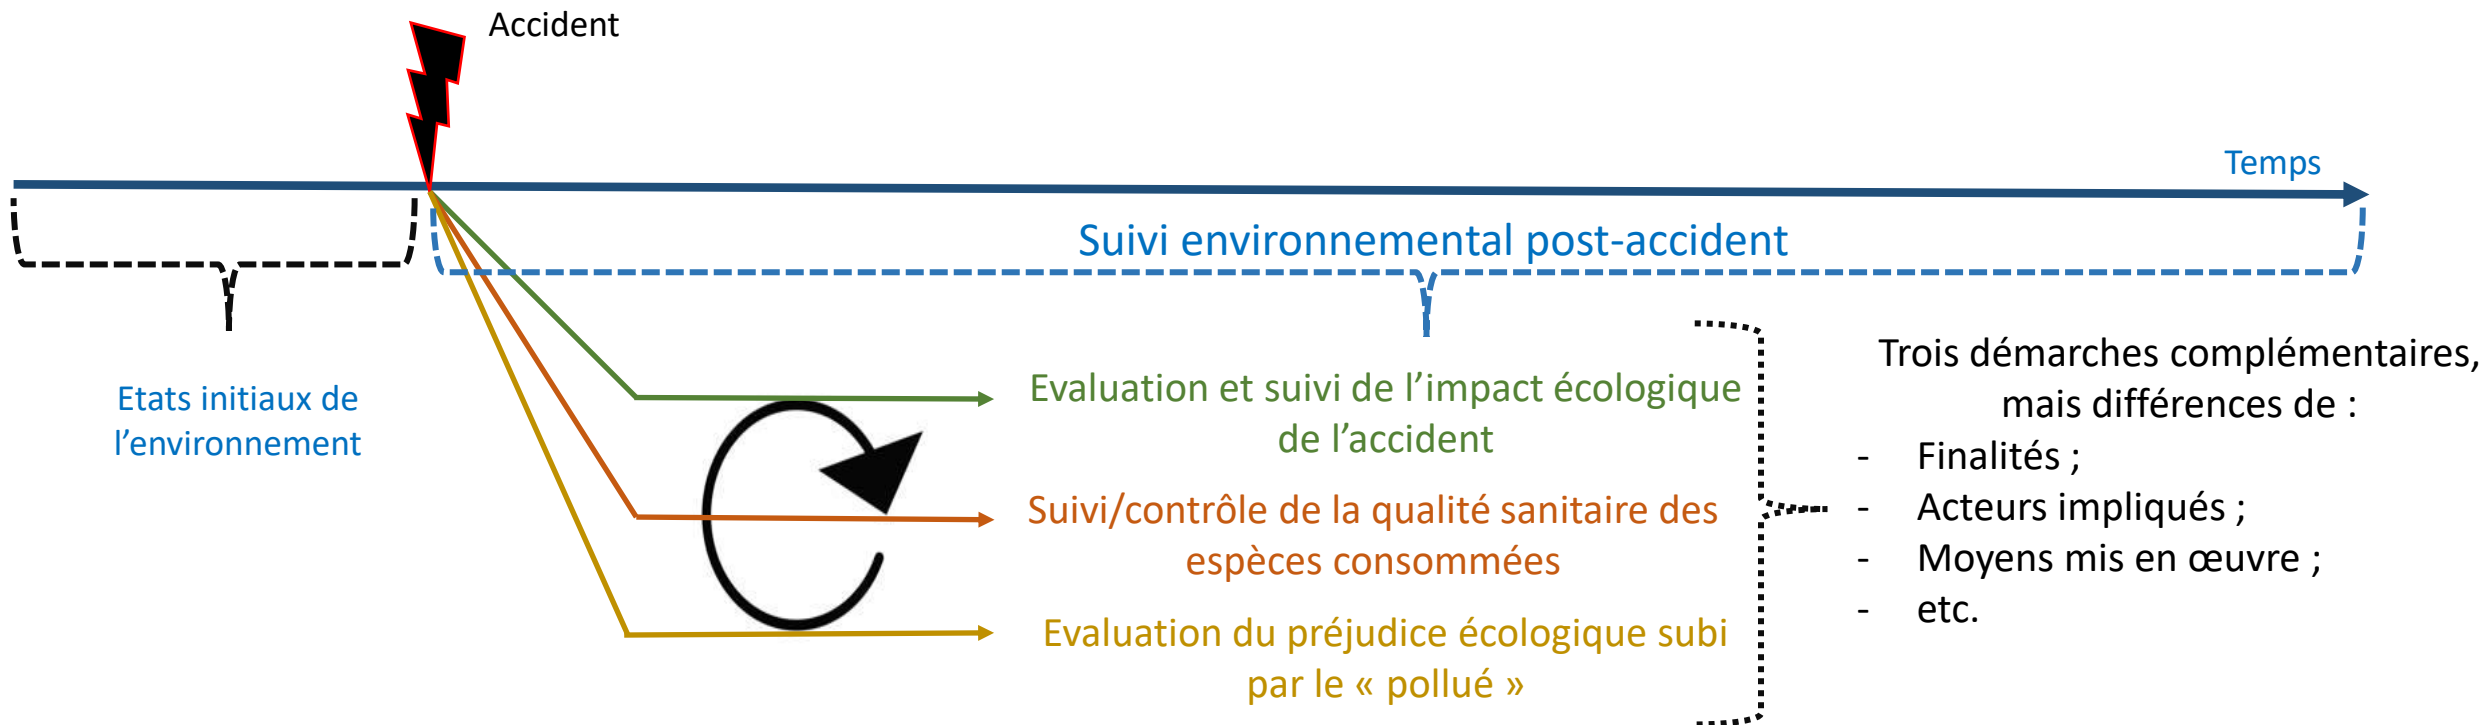 Accident
Temps
Suivi environnemental post-accident
Etats initiaux de
l’environnement
Evaluation et suivi de l’impact écologique
de l’accident
Suivi/contrôle de la qualité sanitaire des
espèces consommées
Evaluation du préjudice écologique subi
par le « pollué »
Trois démarches complémentaires,
mais différences de :
- Finalités ;
- Acteurs impliqués ;
- Moyens mis en œuvre ;
- etc.